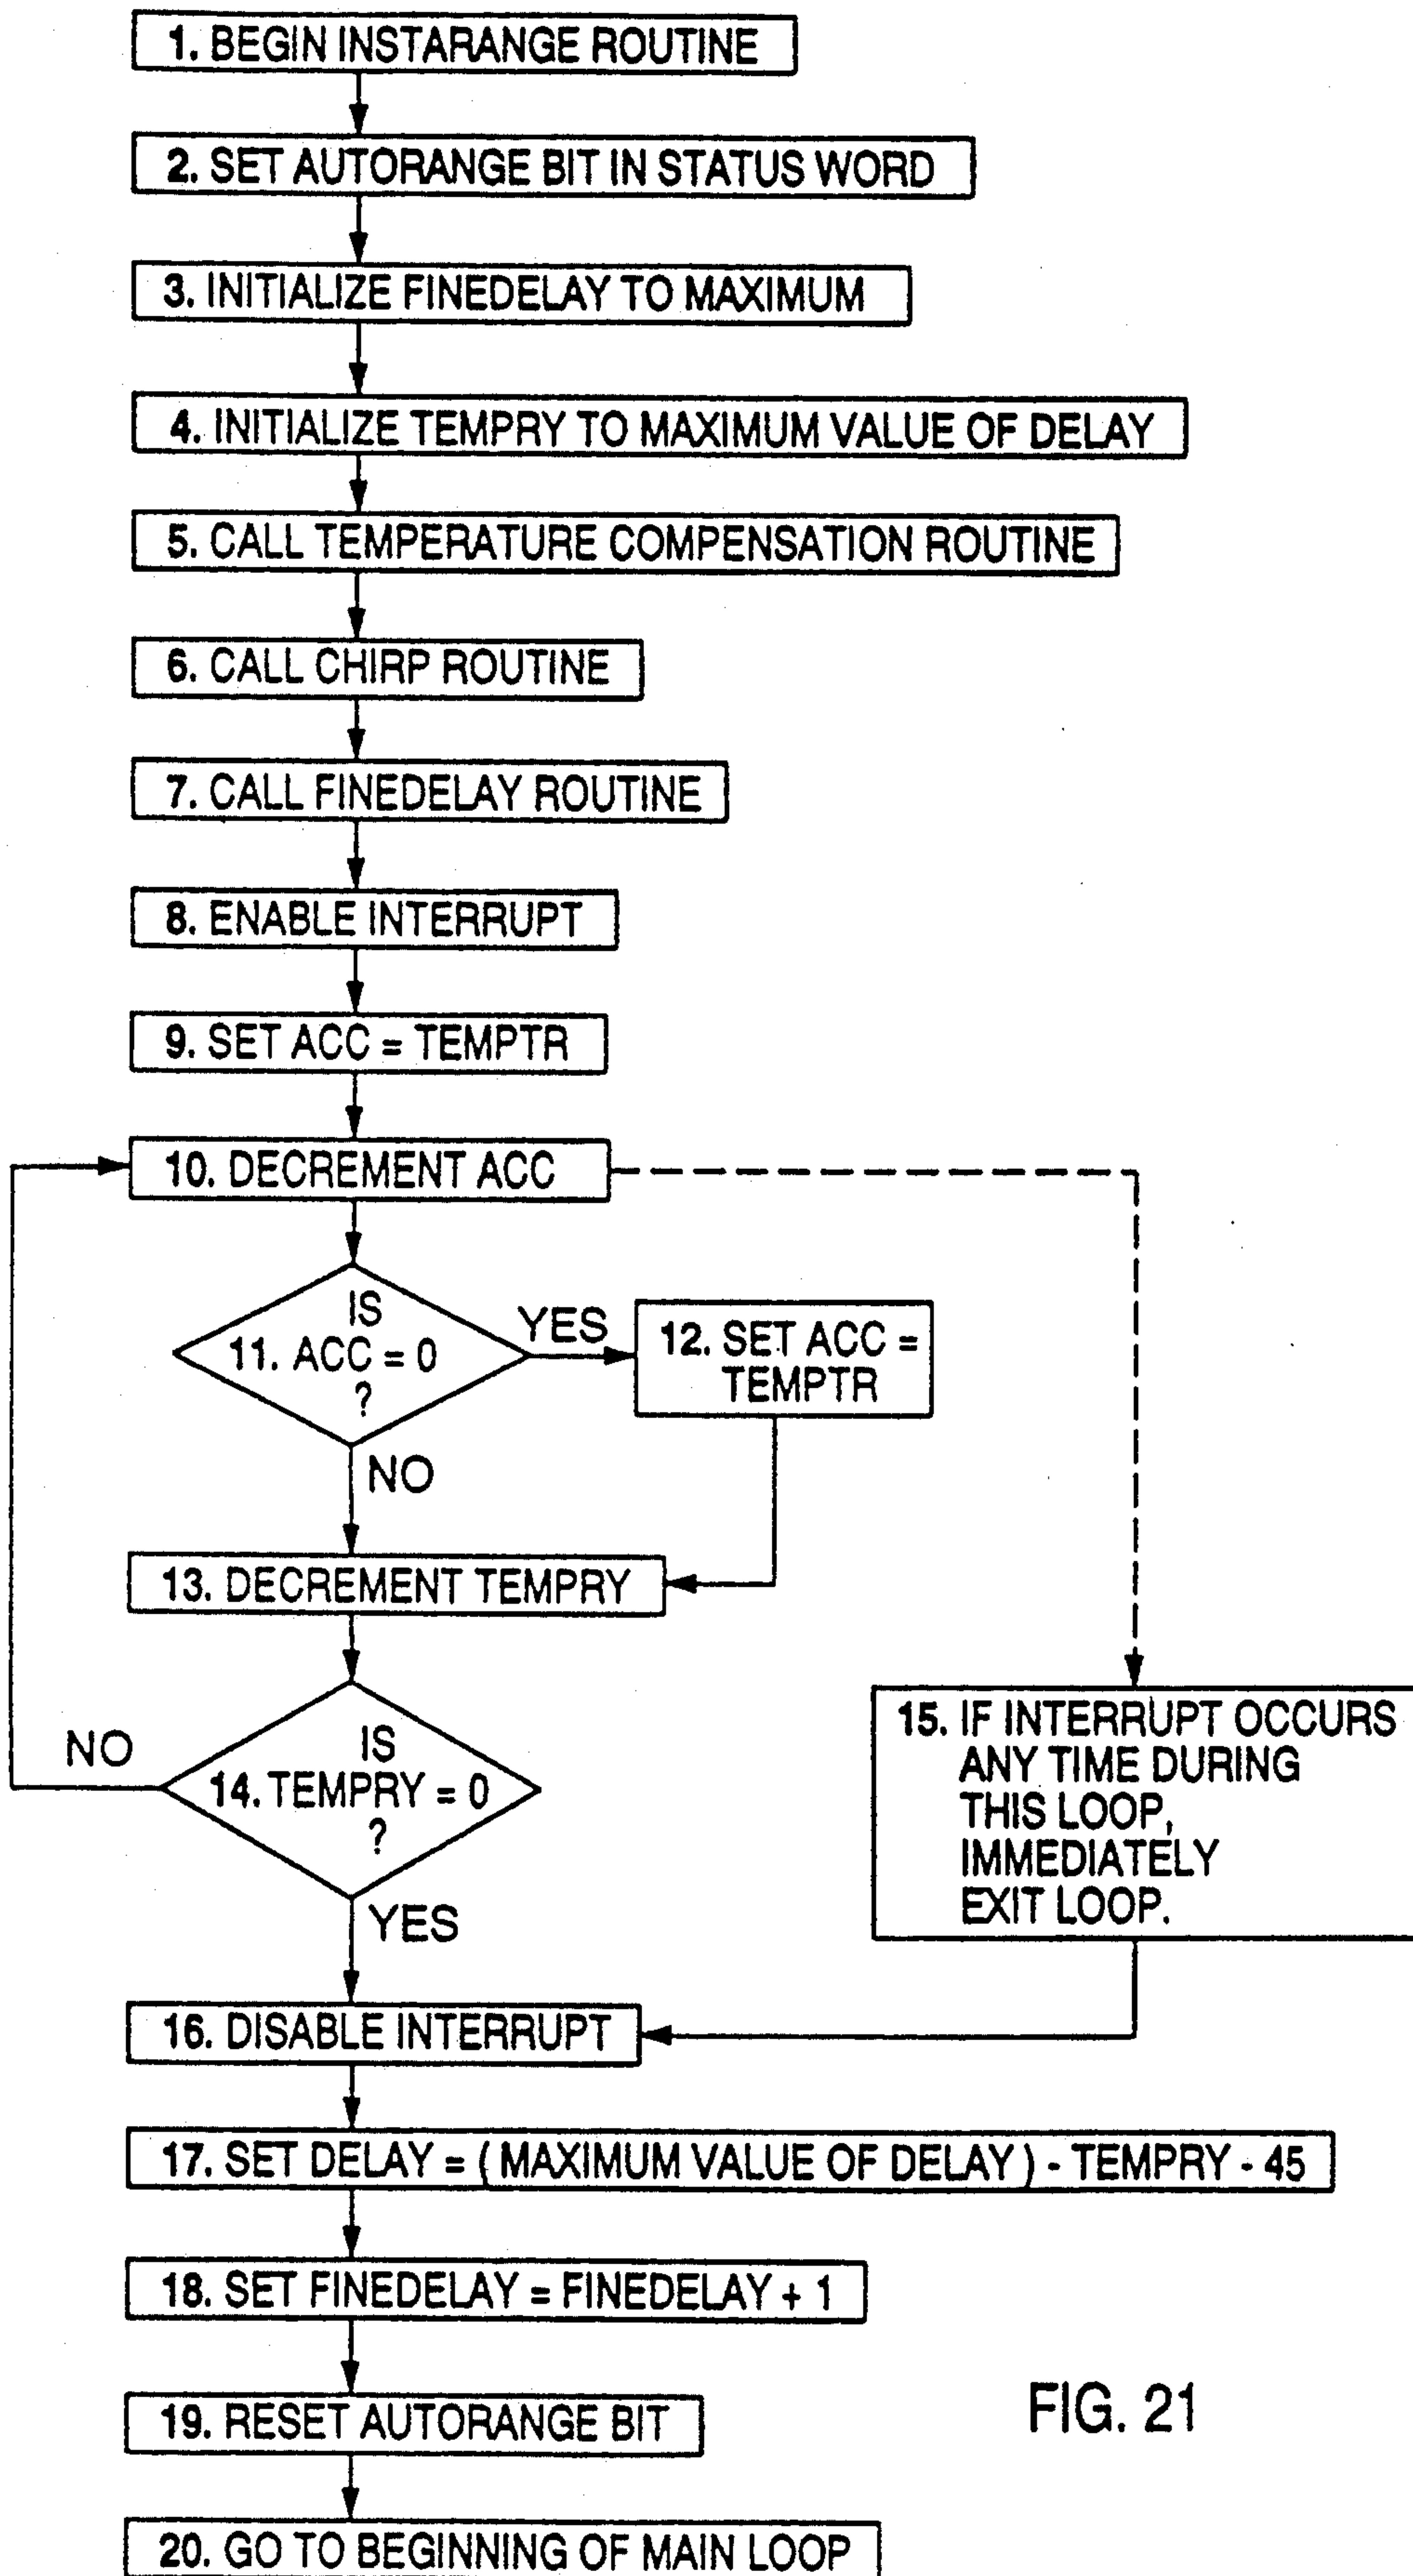 1. BEGIN INSTARANGE ROUTINE
2. SET AUTORANGE BIT IN STATUS WORD
3. INITIALIZE FINEDELAY TO MAXIMUM
4. INITIALIZE TEMPRY TO MAXIMUM VALUE OF DELAY
5. CALL TEMPERATURE COMPENSATION ROUTINE
6. CALL CHIRP ROUTINE
7. CALL FINEDELAY ROUTINE
8. ENABLE INTERRUPT
9. SET ACC = TEMPTR
10. DECREMENT ACC
IS
11. ACC = 0
?
YES
12. SET ACC =
TEMPTR
NO
13. DECREMENT TEMPRY
NO
IS
14. TEMPRY = 0
?
YES
15. IF INTERRUPT OCCURS
ANY TIME DURING
THIS LOOP,
IMMEDIATELY
EXIT LOOP.
16. DISABLE INTERRUPT
17. SET DELAY = ( MAXIMUM VALUE OF DELAY ) - TEMPRY - 45
18. SET FINEDELAY = FINEDELAY + 1
19. RESET AUTORANGE BIT
20. GO TO BEGINNING OF MAIN LOOP
FIG. 21